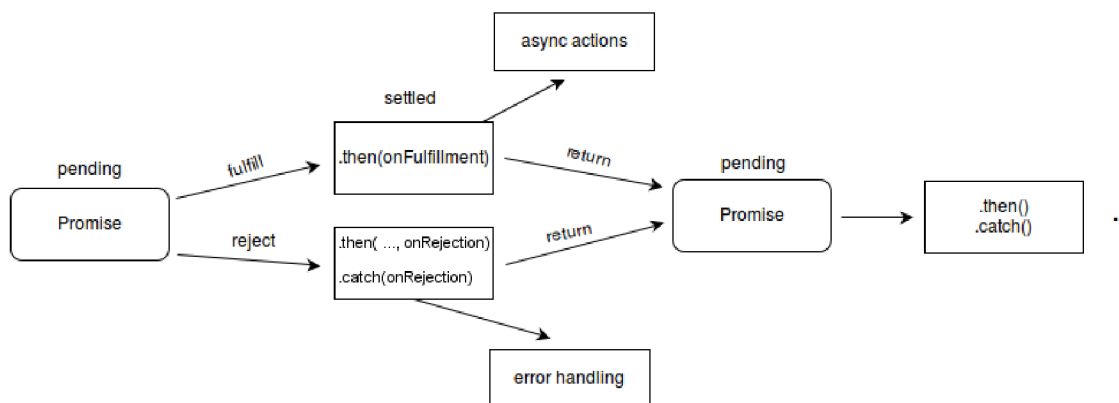 async actions
settled
.then(onFulfillment)
fulfill
return
pending
Promise
pending
Promise
.then()
.catch()
.
reject
.then( ..., onRejection)
.catch(onRejection)
return
error handling